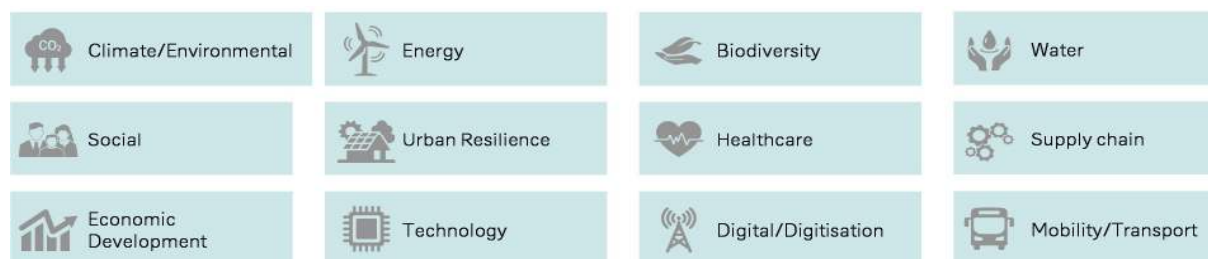 CO₂
Climate/Environmental
Energy
Biodiversity
Water
Social
Urban Resilience
Healthcare
Supply chain
Economic
Development
Technology
Digital/Digitisation
Mobility/Transport